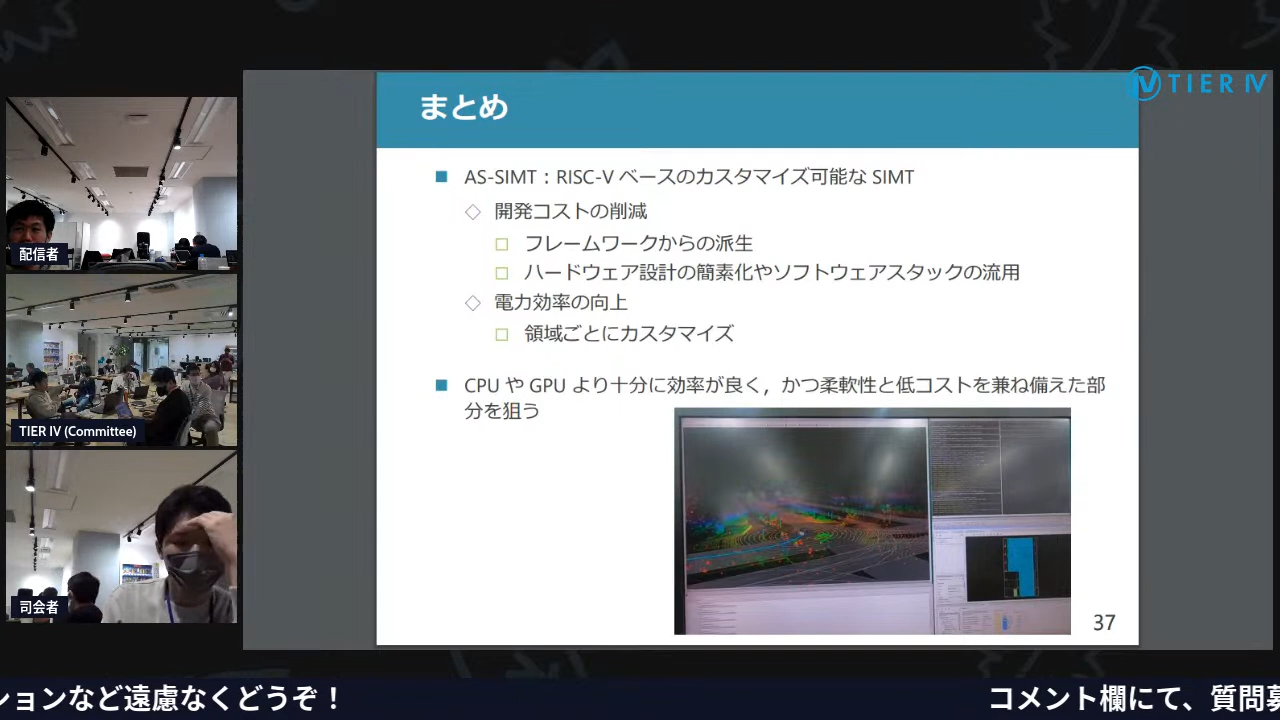 TIER IV
まとめ
AS-SIMT：RISC-V ベースのカスタマイズ可能な SIMT
開発コストの削減
フレームワークからの派生
ハードウェア設計の簡素化やソフトウェアスタックの流用
電力効率の向上
領域ごとにカスタマイズ
CPU や GPU より十分に効率が良く，かつ柔軟性と低コストを兼ね備えた部
分を狙う
37
配信者
TIER IV (Committee)
司会者
ションなど遠慮なくどうぞ！
コメント欄にて、質問募